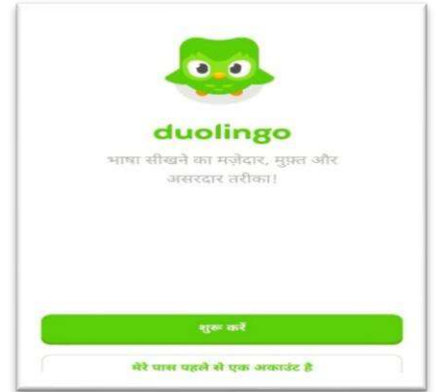 duolingo
भाषा सीखने का मज़ेदार, मुफ़्त और
असरदार तरीका!
शुरू करें
मेरे पास पहले से एक अकाउंट है